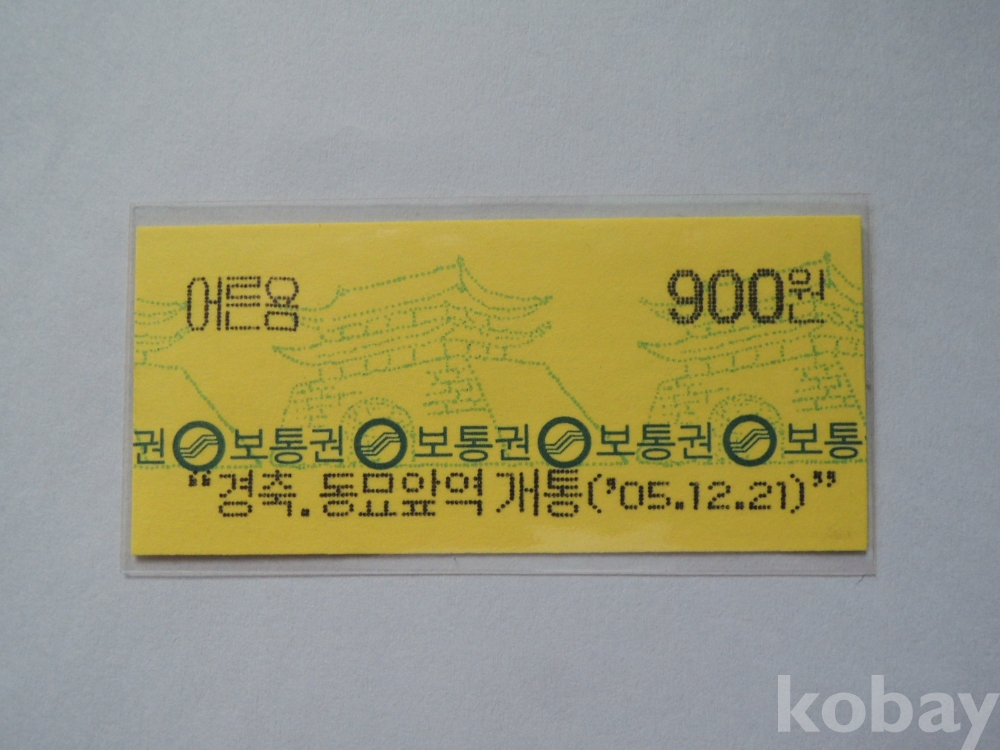 어른용 900원
권 보통권 보통권 보통권 보통
“경축. 동묘앞역 개통('05.12.21)”
kobay